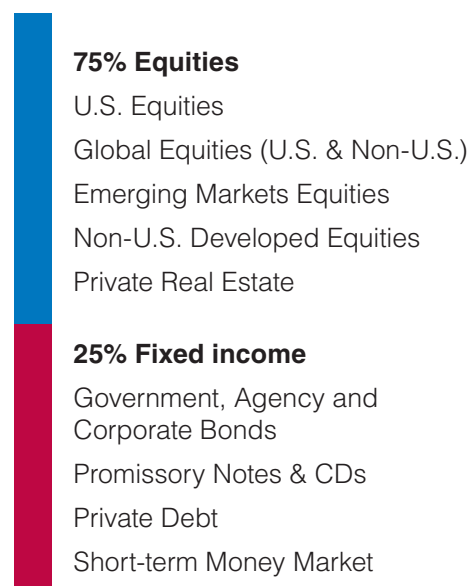 75% Equities
U.S. Equities
Global Equities (U.S. & Non-U.S.)
Emerging Markets Equities
Non-U.S. Developed Equities
Private Real Estate
25% Fixed income
Government, Agency and
Corporate Bonds
Promissory Notes & CDs
Private Debt
Short-term Money Market